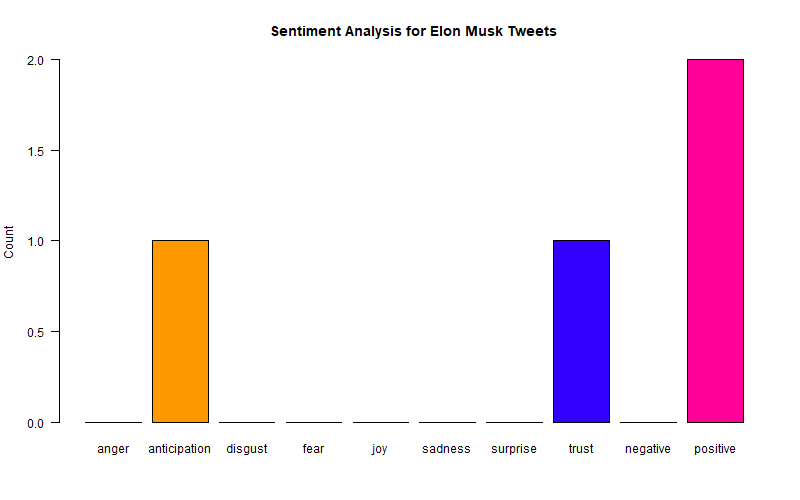 Sentiment Analysis for Elon Musk Tweets
Count
2.0
1.5
1.0
0.5
0.0
anger anticipation disgust fear joy sadness surprise trust negative positive